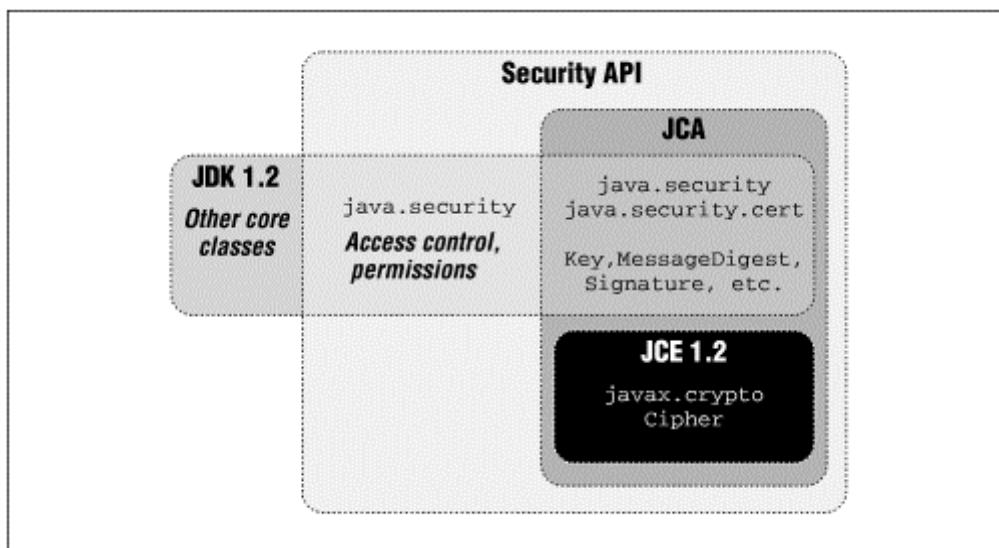 Security API
JCA
JDK 1.2
Other core
classes
java.security
Access control,
permissions
java.security
java.security.cert
Key,MessageDigest,
Signature, etc.
JCE 1.2
javax.crypto
Cipher